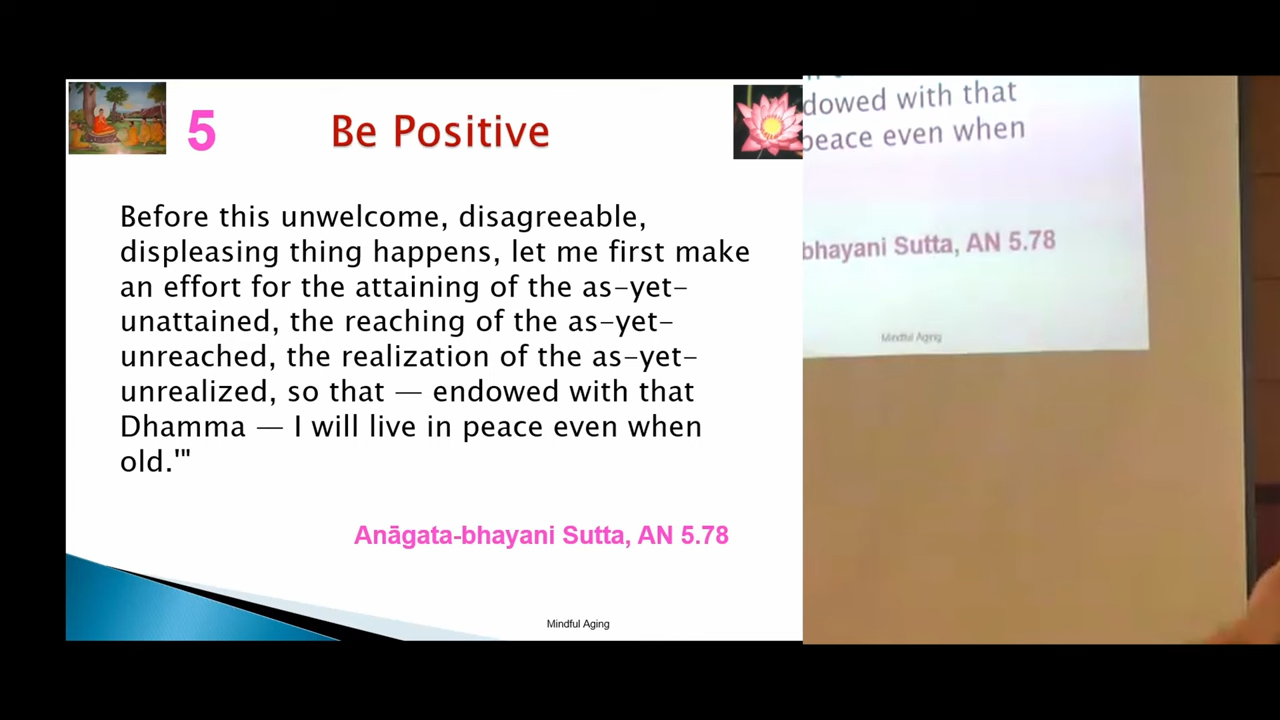 5 Be Positive
Before this unwelcome, disagreeable,
displeasing thing happens, let me first make
an effort for the attaining of the as-yet-
unattained, the reaching of the as-yet-
unreached, the realization of the as-yet-
unrealized, so that — endowed with that
Dhamma — I will live in peace even when
old.'"
Anāgata-bhayani Sutta, AN 5.78
Mindful Aging
dowed with that
peace even when
bhayani Sutta, AN 5.78
Mindful Aging